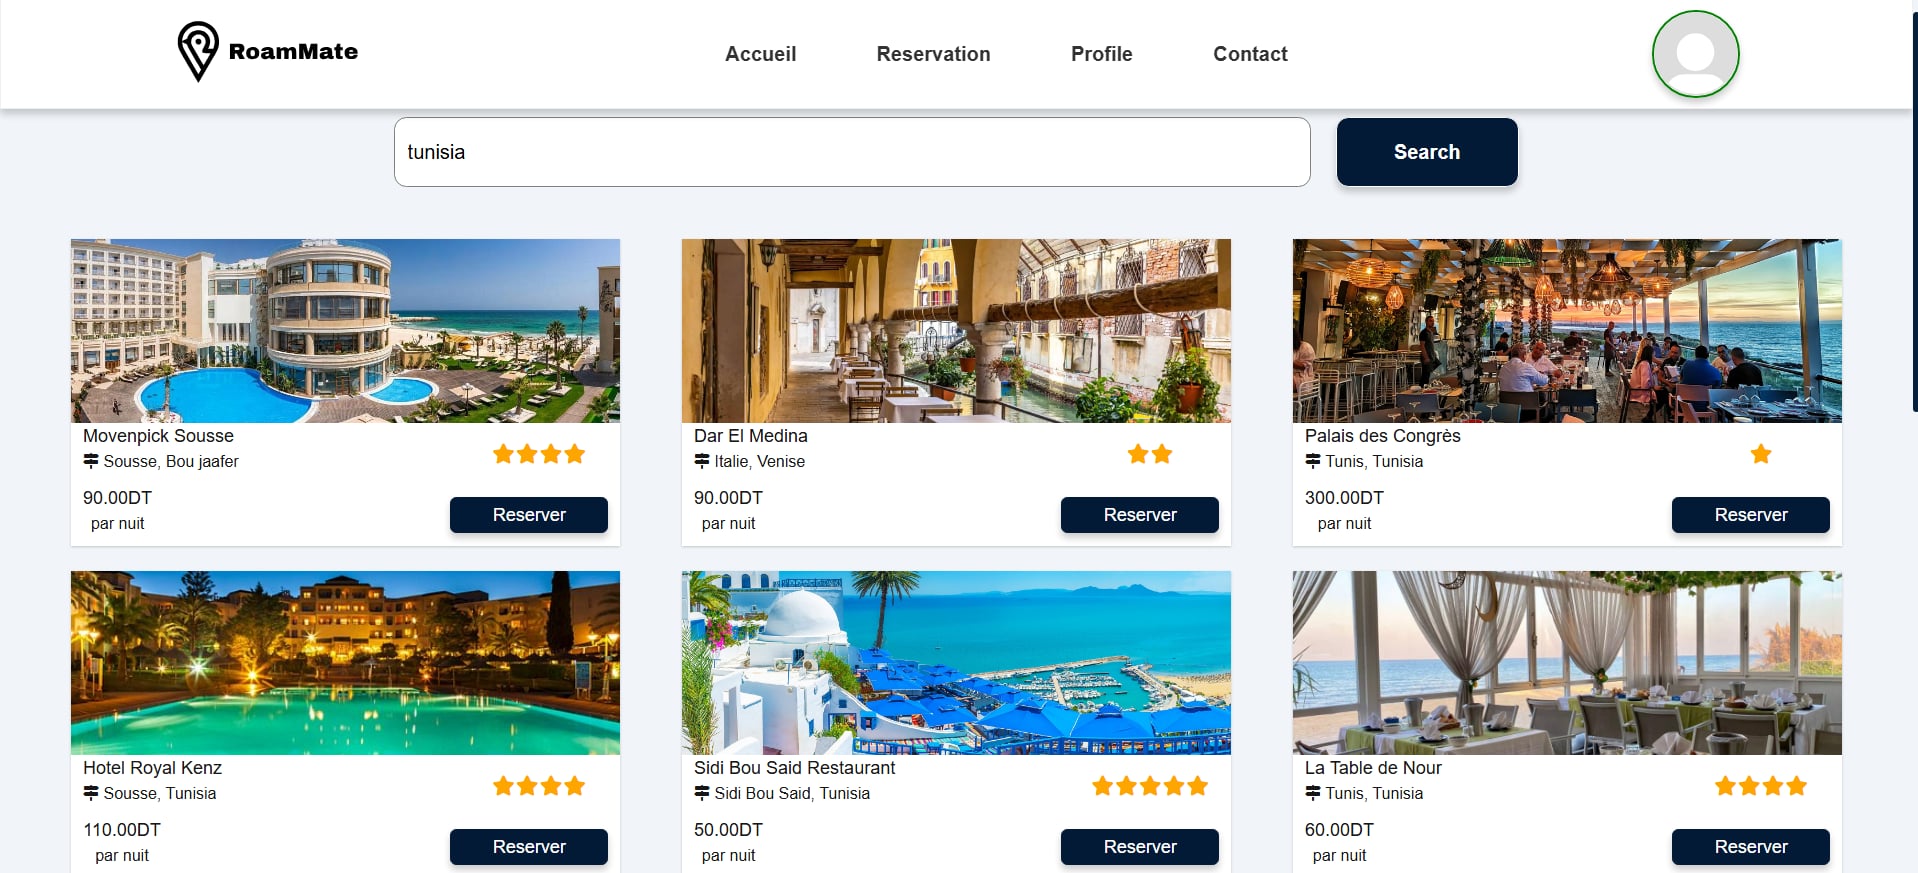 RoamMate
Accueil
Reservation
Profile
Contact
tunisia
Search
Movenpick Sousse
Sousse, Bou jaafer
90.00DT
par nuit
Reserver
Dar El Medina
Italie, Venise
90.00DT
par nuit
Reserver
Palais des Congrès
Tunis, Tunisia
300.00DT
par nuit
Reserver
Hotel Royal Kenz
Sousse, Tunisia
110.00DT
par nuit
Reserver
Sidi Bou Said Restaurant
Sidi Bou Said, Tunisia
50.00DT
par nuit
Reserver
La Table de Nour
Tunis, Tunisia
60.00DT
par nuit
Reserver